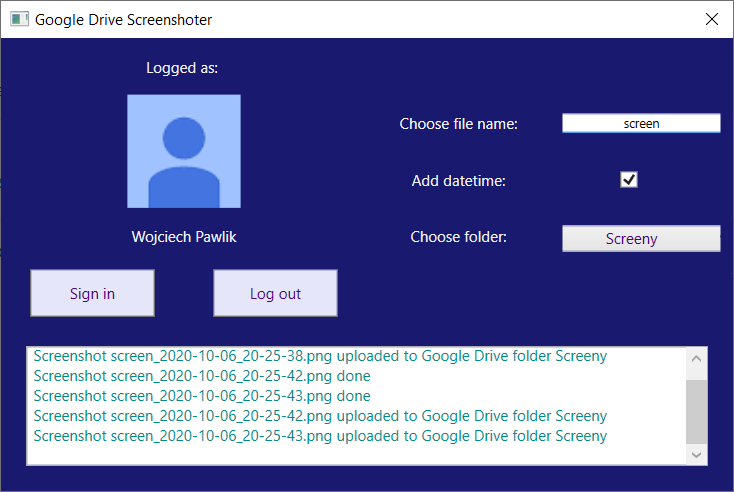 Google Drive Screenshoter
Logged as:
Wojciech Pawlik
Sign in
Log out
Choose file name:
screen
Add datetime:
Choose folder:
Screeny
Screenshot screen_2020-10-06_20-25-38.png uploaded to Google Drive folder Screeny
Screenshot screen_2020-10-06_20-25-42.png done
Screenshot screen_2020-10-06_20-25-43.png done
Screenshot screen_2020-10-06_20-25-42.png uploaded to Google Drive folder Screeny
Screenshot screen_2020-10-06_20-25-43.png uploaded to Google Drive folder Screeny